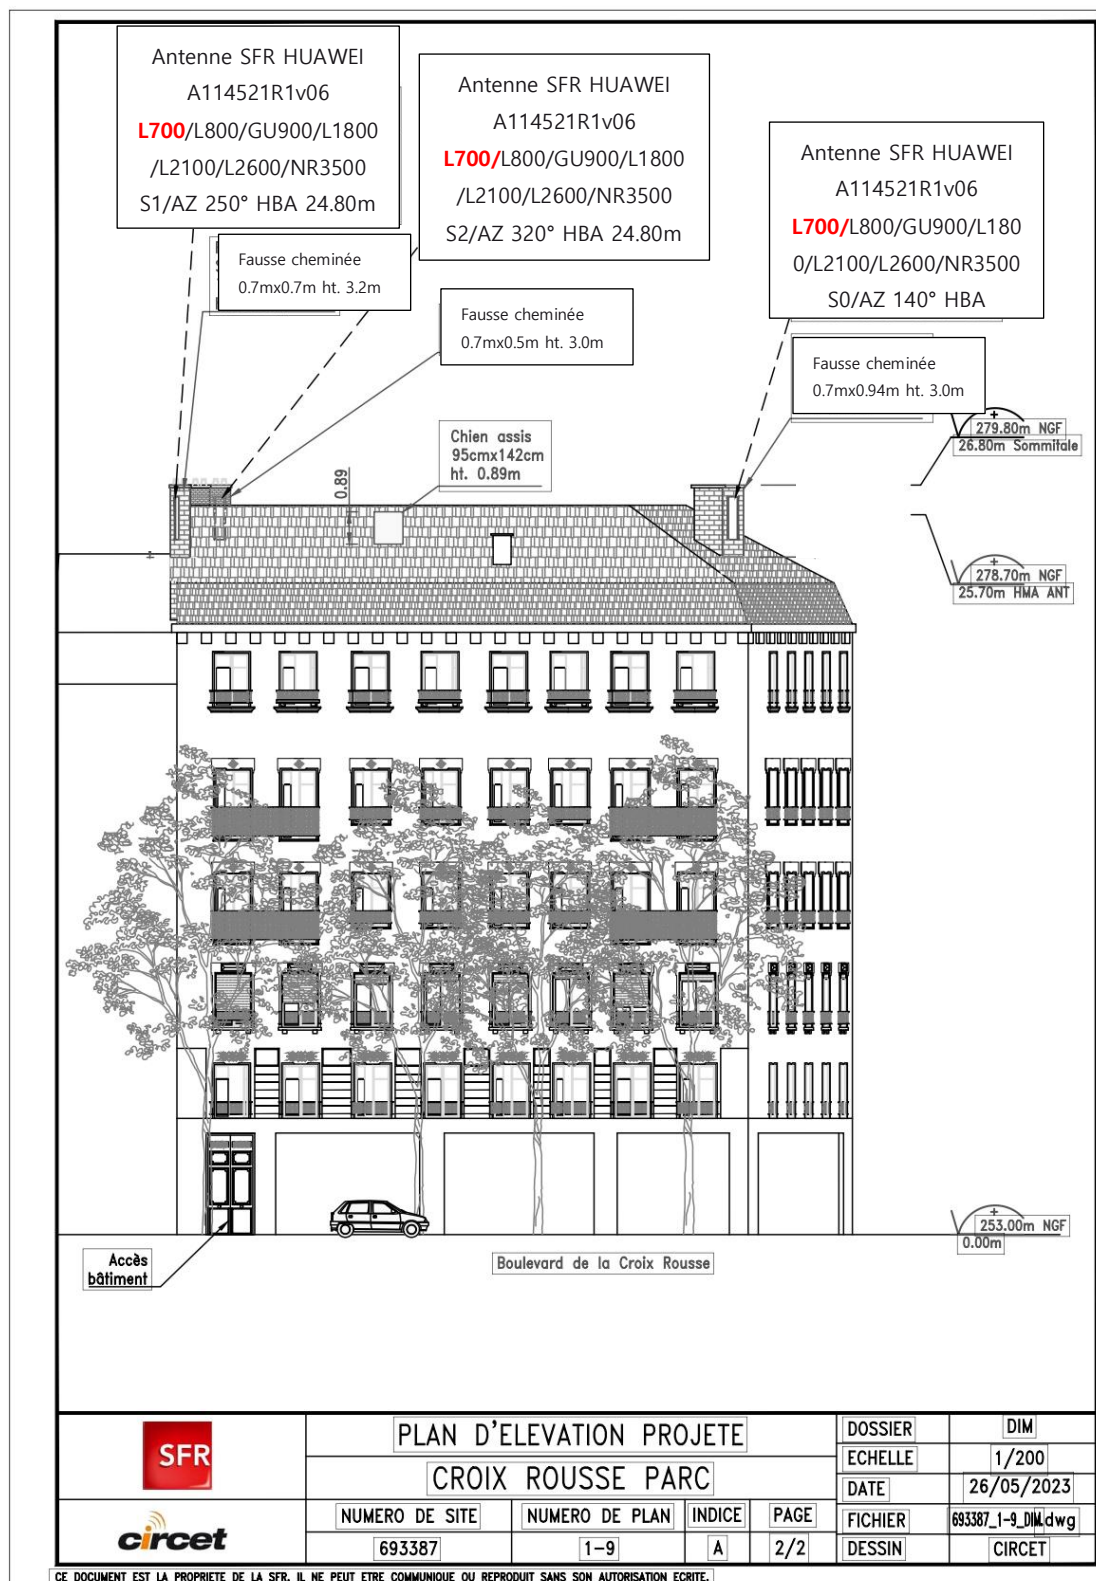 Antenne SFR HUAWEI
A114521R1v06
L700/L800/GU900/L1800
/L2100/L2600/NR3500
S1/AZ 250° HBA 24.80m
Antenne SFR HUAWEI
A114521R1v06
L700/L800/GU900/L1800
/L2100/L2600/NR3500
S2/AZ 320° HBA 24.80m
Antenne SFR HUAWEI
A114521R1v06
L700/L800/GU900/L180
0/L2100/L2600/NR3500
S0/AZ 140° HBA
Fausse cheminée
0.7mx0.7m ht. 3.2m
Fausse cheminée
0.7mx0.5m ht. 3.0m
Fausse cheminée
0.7mx0.94m ht. 3.0m
279.80m NGF
26.80m Sommitale
Chien assis
95cmx142cm
ht. 0.89m
0.89
278.70m NGF
25.70m HMA ANT
253.00m NGF
0.00m
Accès
bâtiment
Boulevard de la Croix Rousse
SFR
circet
PLAN D'ELEVATION PROJETE
CROIX ROUSSE PARC
NUMERO DE SITE
693387
NUMERO DE PLAN
1-9
INDICE
A
PAGE
2/2
DOSSIER
DIM
ECHELLE
1/200
DATE
26/05/2023
FICHIER
693387_1-9_DIM.dwg
DESSIN
CIRCET
CE DOCUMENT EST LA PROPRIETE DE LA SFR. IL NE PEUT ETRE COMMUNIQUE OU REPRODUIT SANS SON AUTORISATION ECRITE.